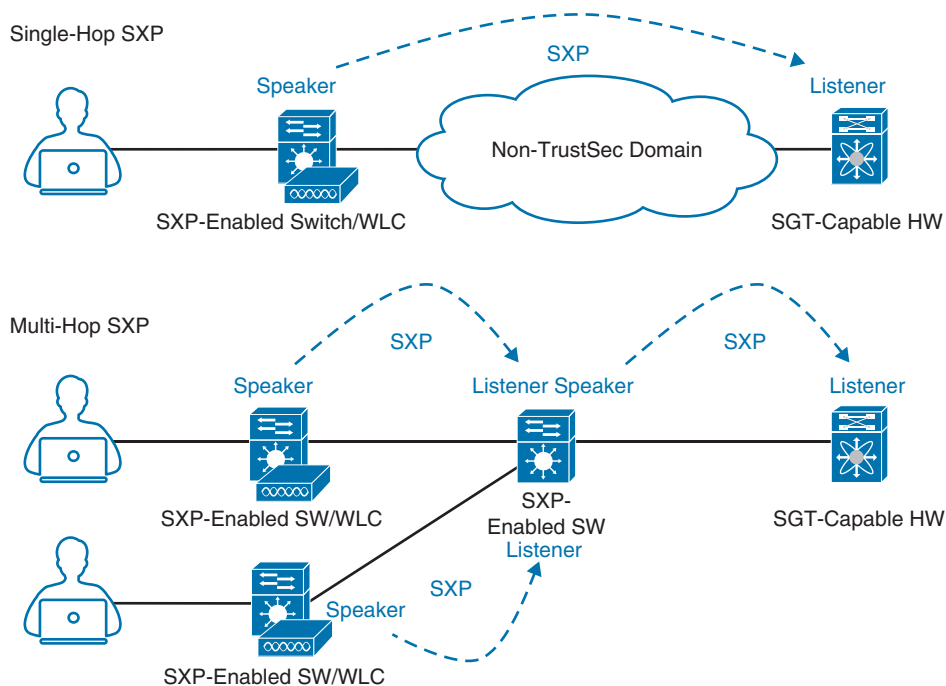 Single-Hop SXP
SXP
Speaker
Listener
Non-TrustSec Domain
SXP-Enabled Switch/WLC
SGT-Capable HW
Multi-Hop SXP
SXP
SXP
Speaker
Listener Speaker
Listener
SXP-Enabled SW/WLC
SXP-
Enabled SW
SGT-Capable HW
Listener
SXP
Speaker
SXP-Enabled SW/WLC